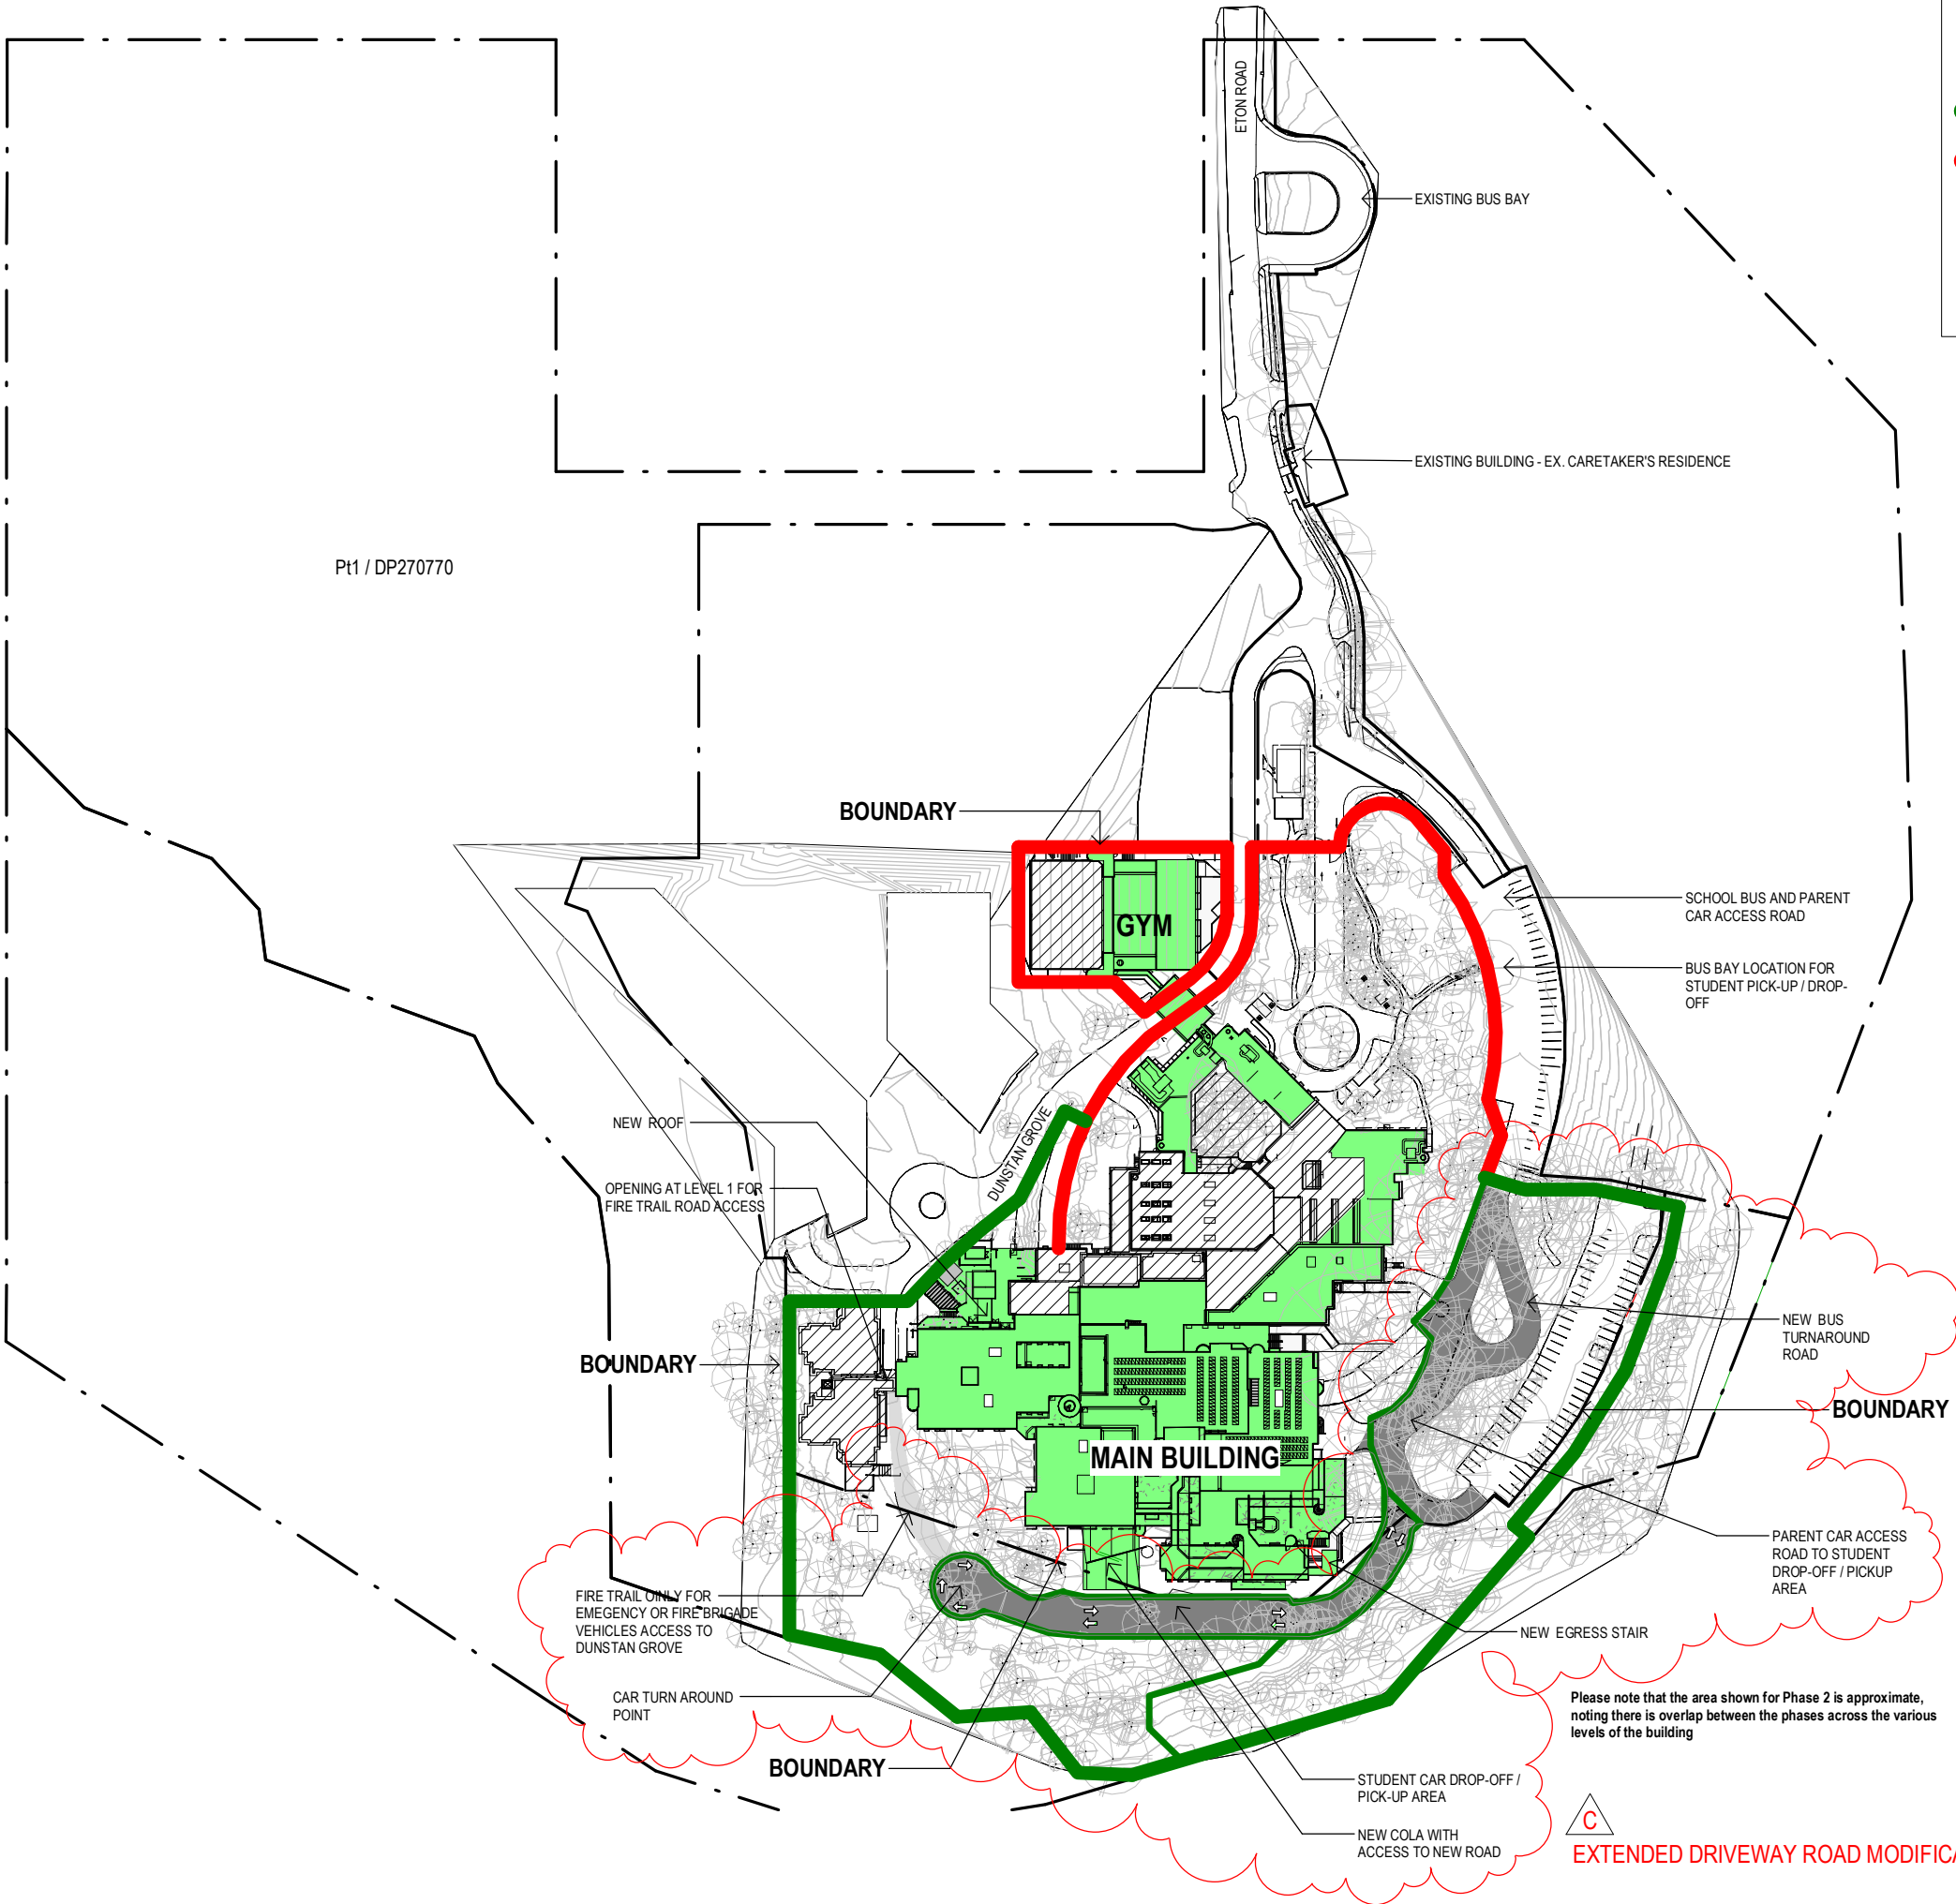 ETON ROAD
EXISTING BUS BAY
EXISTING BUILDING - EX. CARETAKER'S RESIDENCE
Pt1 / DP270770
BOUNDARY
GYM
SCHOOL BUS AND PARENT
CAR ACCESS ROAD
BUS BAY LOCATION FOR
STUDENT PICK-UP / DROP-
OFF
NEW ROOF
DUNSTAN GROVE
OPENING AT LEVEL 1 FOR
FIRE TRAIL ROAD ACCESS
NEW BUS
TURNAROUND
ROAD
BOUNDARY
BOUNDARY
MAIN BUILDING
PARENT CAR ACCESS
ROAD TO STUDENT
DROP-OFF / PICKUP
AREA
FIRE TRAIL OINLY FOR
EMEGENCY OR FIRE BRIGADE
VEHICLES ACCESS TO
DUNSTAN GROVE
NEW EGRESS STAIR
CAR TURN AROUND
POINT
Please note that the area shown for Phase 2 is approximate,
noting there is overlap between the phases across the various
levels of the building
BOUNDARY
STUDENT CAR DROP-OFF /
PICK-UP AREA
C
NEW COLA WITH
ACCESS TO NEW ROAD
EXTENDED DRIVEWAY ROAD MODIFICA